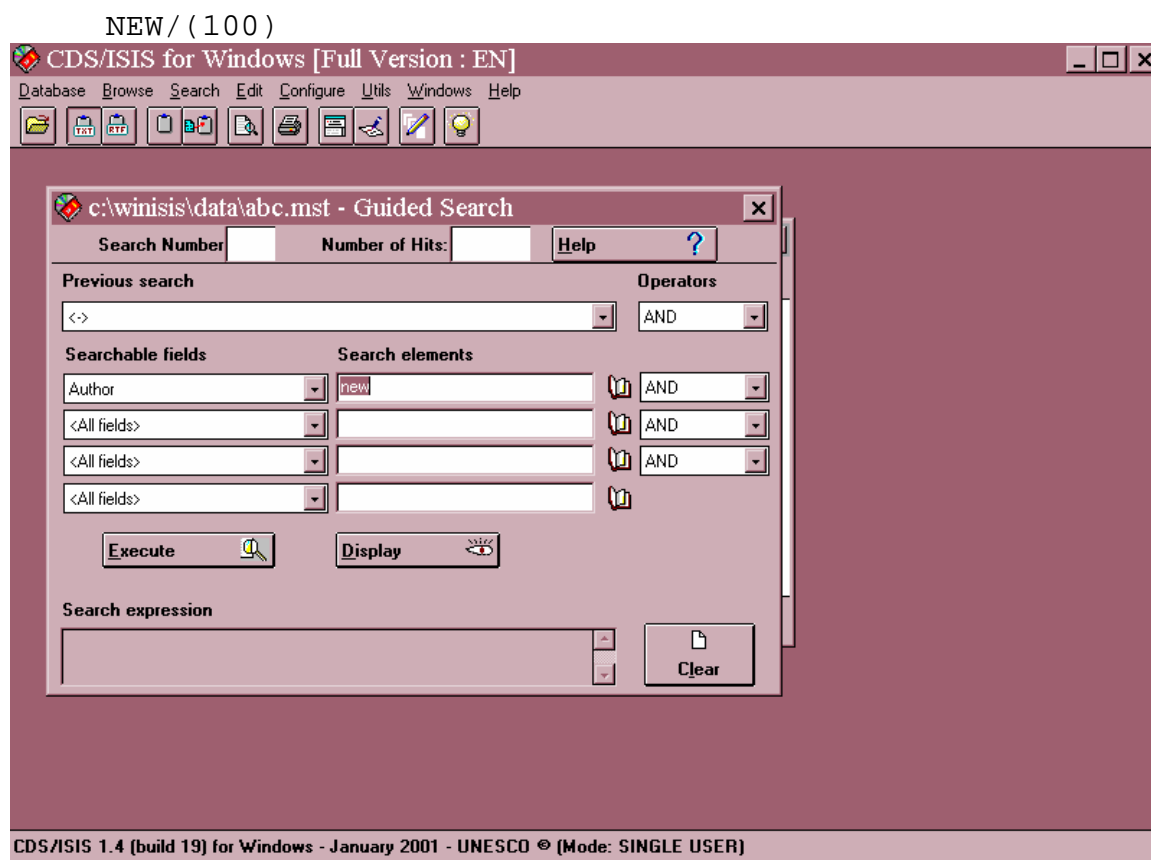 NEW/(100)
CDS/ISIS for Windows [Full Version : EN]
Database Browse Search Edit Configure Utils Windows Help
TXT RTF
c:\winisis\data\abc.mst - Guided Search
Search Number Number of Hits: Help ?
Previous search Operators
<-> AND
Searchable fields Search elements
Author new AND
<All fields> AND
<All fields> AND
<All fields>
Execute Display
Search expression
Clear
CDS/ISIS 1.4 (build 19) for Windows - January 2001 - UNESCO © (Mode: SINGLE USER)